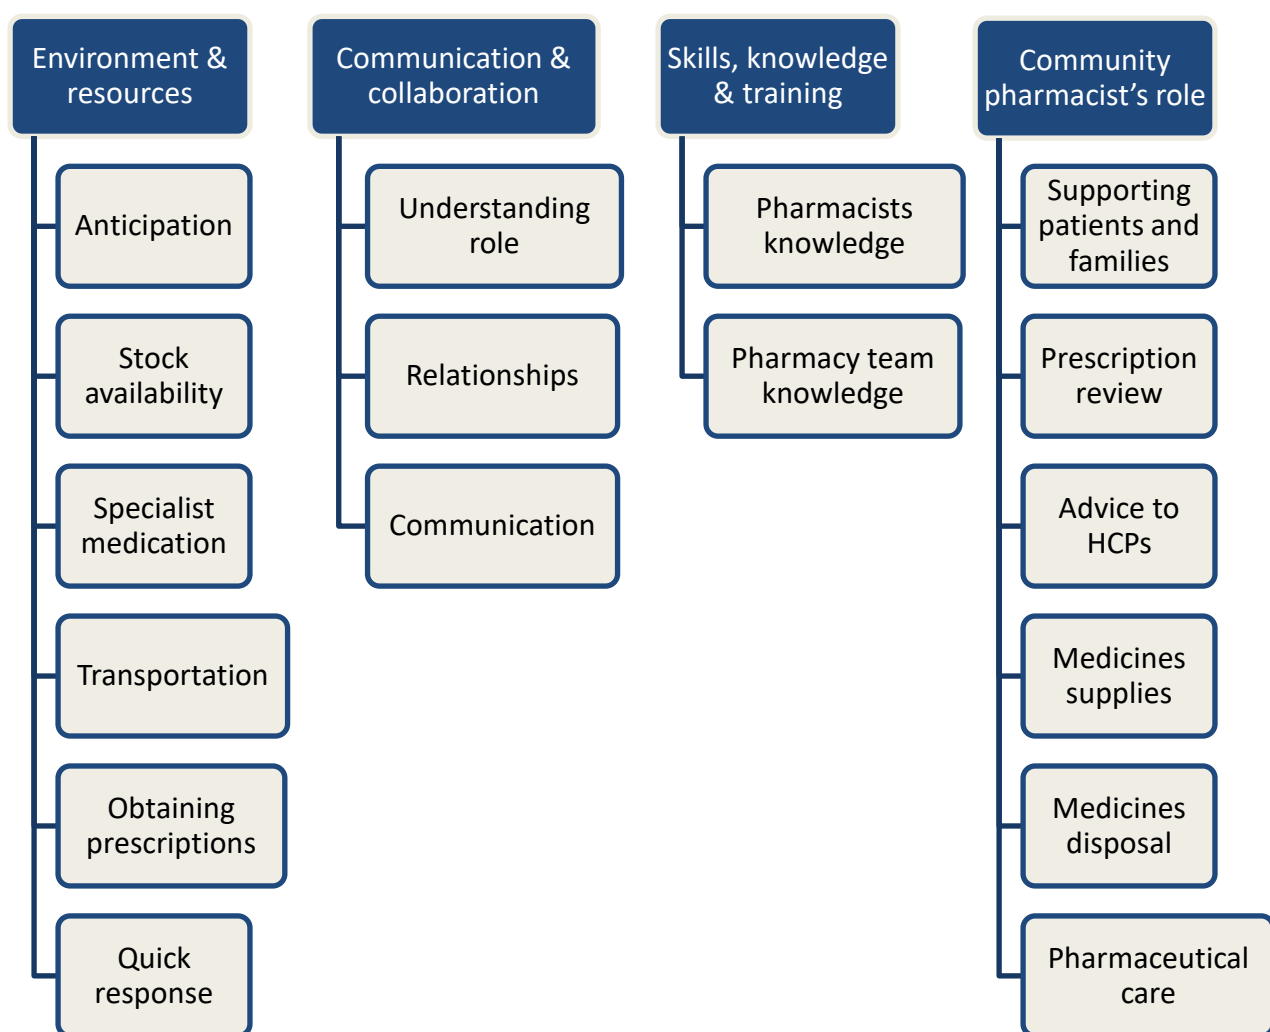 Environment &
resources
Anticipation
Stock
availability
Specialist
medication
Transportation
Obtaining
prescriptions
Quick
response
Communication &
collaboration
Understanding
role
Relationships
Communication
Skills, knowledge
& training
Pharmacists
knowledge
Pharmacy team
knowledge
Community
pharmacist’s role
Supporting
patients and
families
Prescription
review
Advice to
HCPs
Medicines
supplies
Medicines
disposal
Pharmaceutical
care